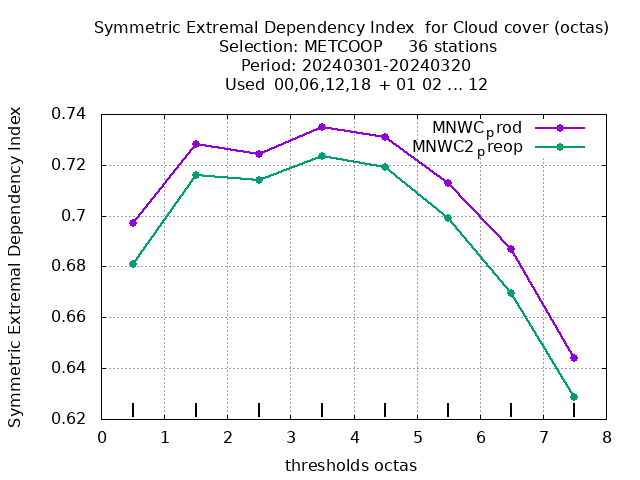 Symmetric Extremal Dependency Index for Cloud cover (octas)
Selection: METCOOP 36 stations
Period: 20240301-20240320
Used 00,06,12,18 + 01 02 ... 12
MNWCprod
MNWC2preop
Symmetric Extremal Dependency Index
0.74
0.72
0.7
0.68
0.66
0.64
0.62
0 1 2 3 4 5 6 7 8
thresholds octas